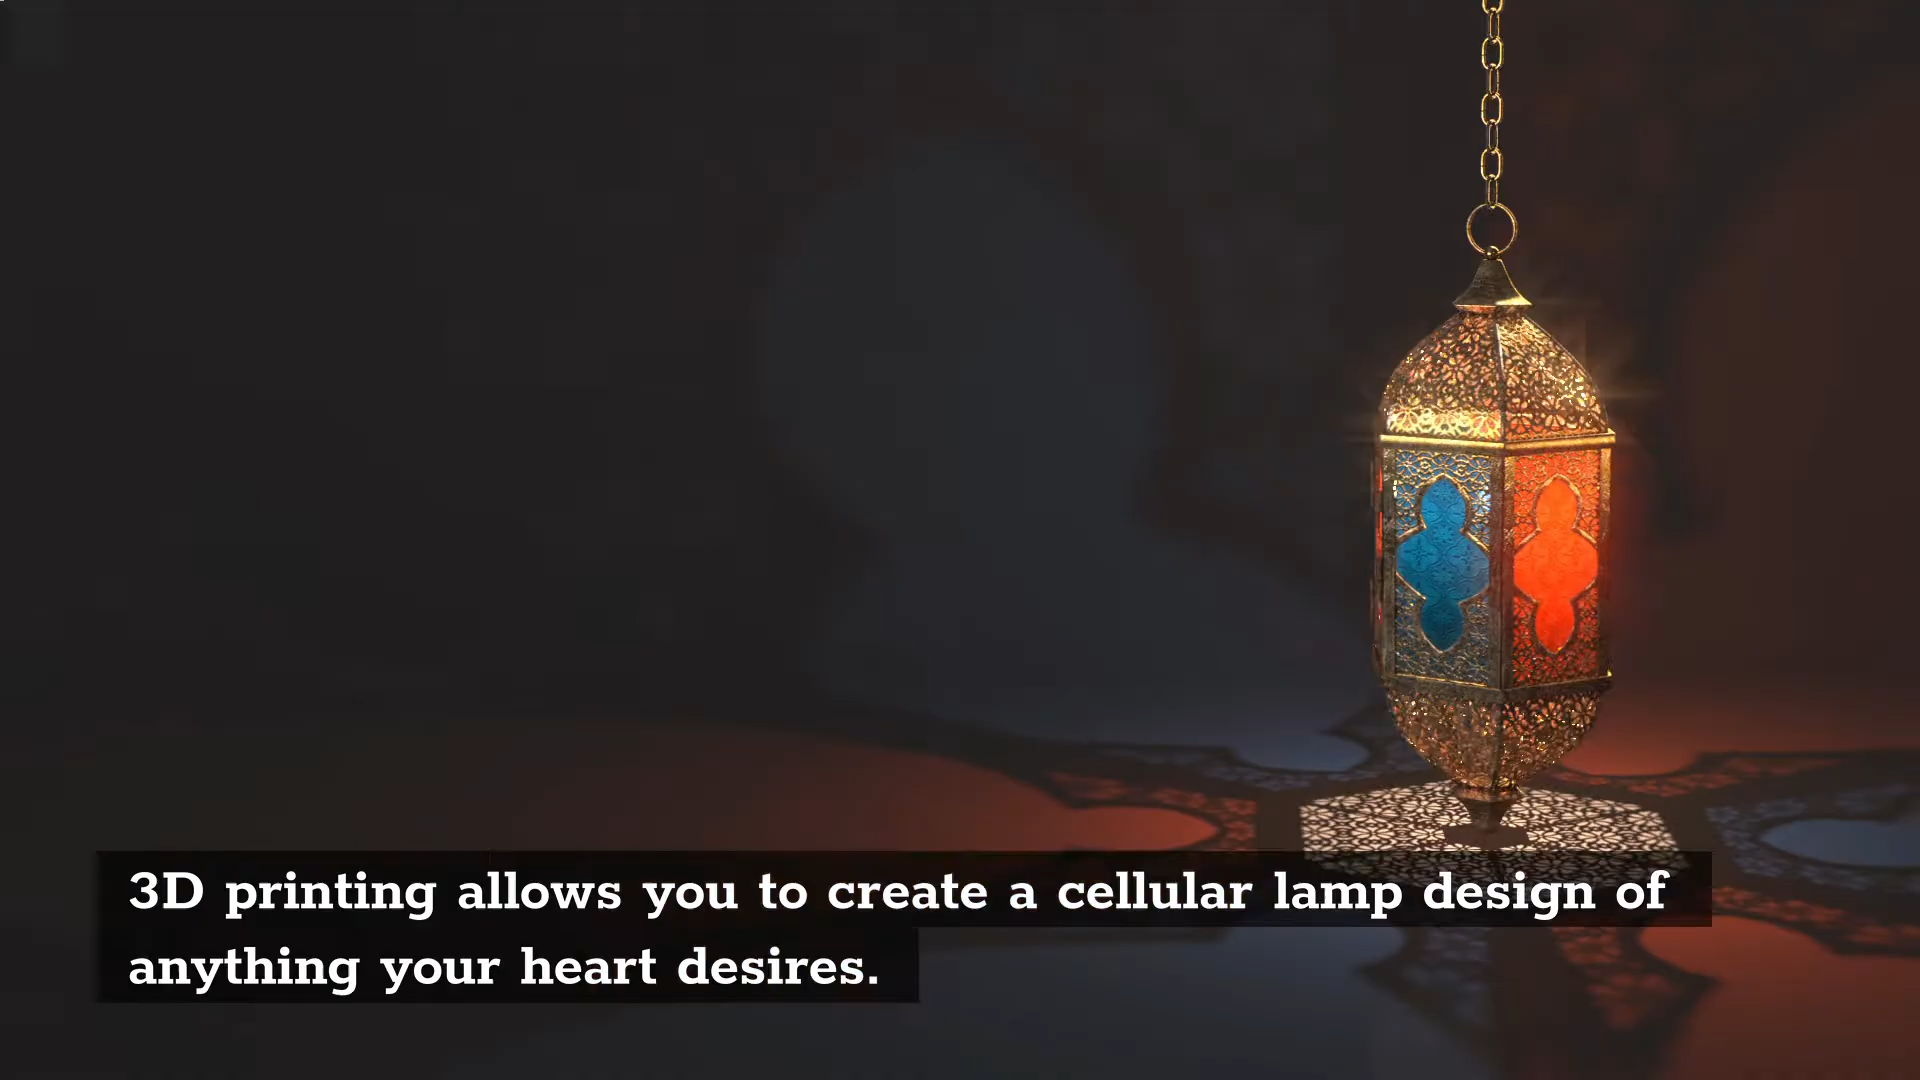 3D printing allows you to create a cellular lamp design of
anything your heart desires.